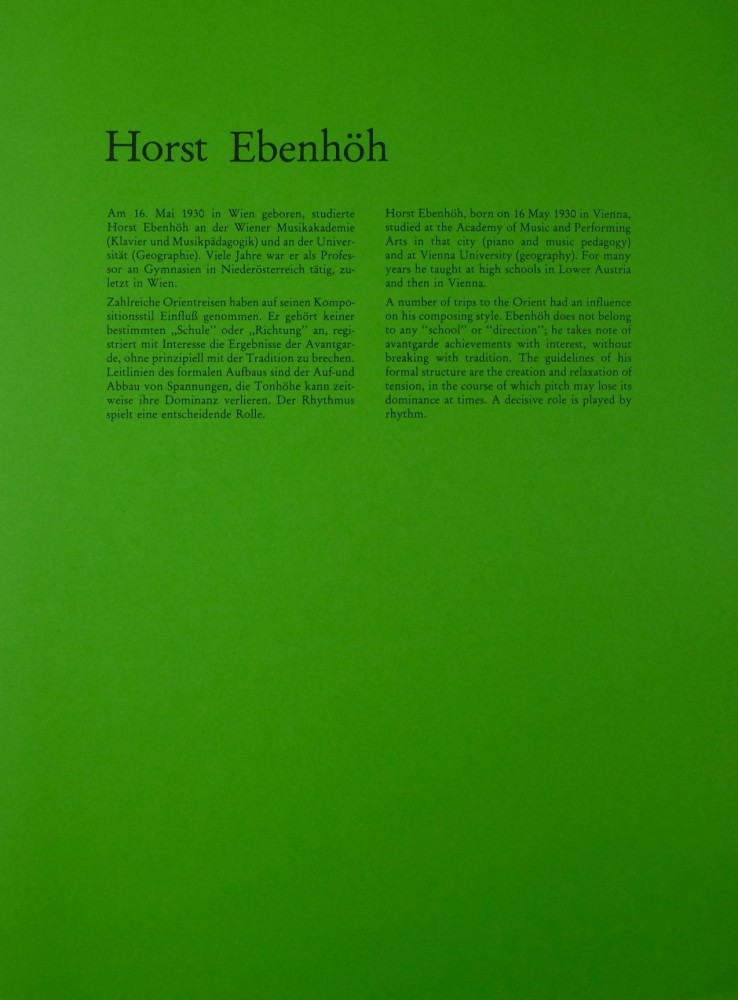 Horst Ebenhöh
Am 16. Mai 1930 in Wien geboren, studierte
Horst Ebenhöh an der Wiener Musikakademie
(Klavier und Musikpädagogik) und an der Univer-
sität (Geographie). Viele Jahre war er als Profes-
sor an Gymnasien in Niederösterreich tätig, zu-
letzt in Wien.
Zahlreiche Orientreisen haben auf seinen Kompo-
sitionsstil Einfluß genommen. Er gehört keiner
bestimmten „Schule" oder „Richtung" an, regi-
striert mit Interesse die Ergebnisse der Avantgar-
de, ohne prinzipiell mit der Tradition zu brechen.
Leitlinien des formalen Aufbaus sind der Auf-und
Abbau von Spannungen, die Tonhöhe kann zeit-
weise ihre Dominanz verlieren. Der Rhythmus
spielt eine entscheidende Rolle.
Horst Ebenhöh, born on 16 May 1930 in Vienna,
studied at the Academy of Music and Performing
Arts in that city (piano and music pedagogy)
and at Vienna University (geography). For many
years he taught at high schools in Lower Austria
and then in Vienna.
A number of trips to the Orient had an influence
on his composing style. Ebenhöh does not belong
to any "school" or "direction"; he takes note of
avantgarde achievements with interest, without
breaking with tradition. The guidelines of his
formal structure are the creation and relaxation of
tension, in the course of which pitch may lose its
dominance at times. A decisive role is played by
rhythm.